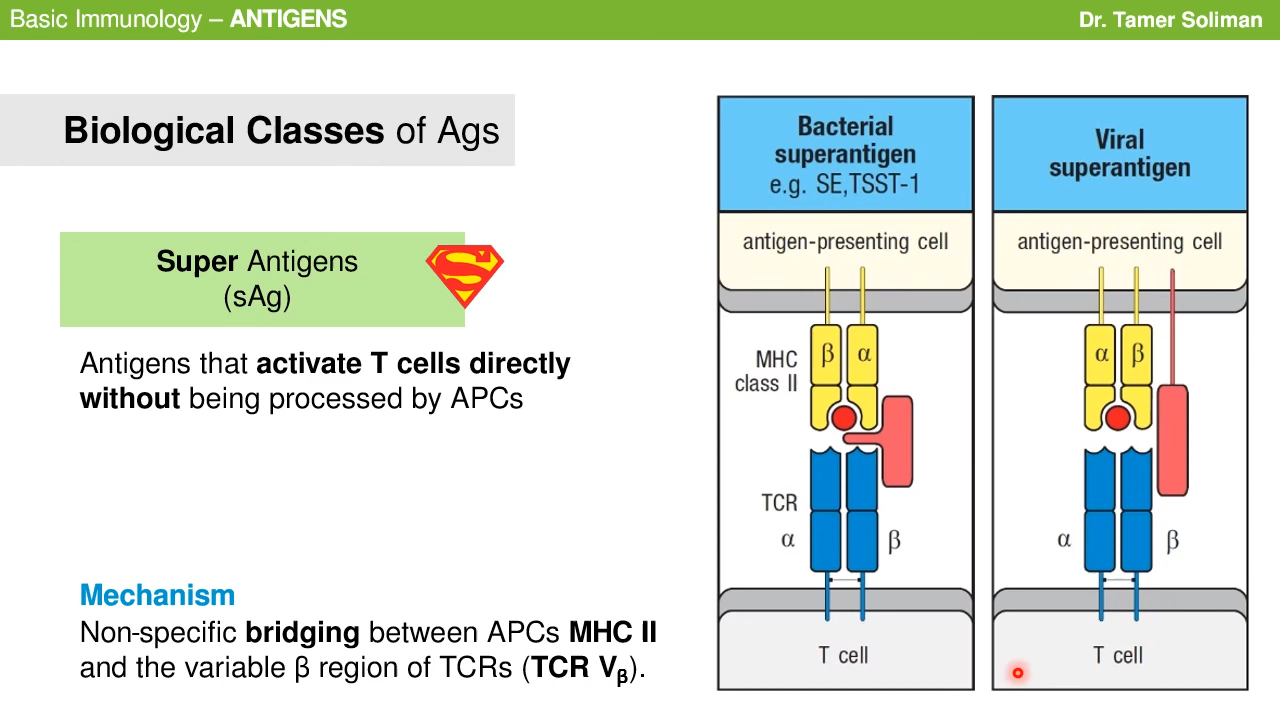 Basic Immunology – ANTIGENS
Dr. Tamer Soliman
Biological Classes of Ags
Super Antigens
(sAg)
S
Antigens that activate T cells directly
without being processed by APCs
Mechanism
Non-specific bridging between APCs MHC II
and the variable β region of TCRs (TCR Vβ).
Bacterial
superantigen
e.g. SE,TSST-1
antigen-presenting cell
β α
MHC
class II
TCR
α β
T cell
Viral
superantigen
antigen-presenting cell
α β
α β
T cell